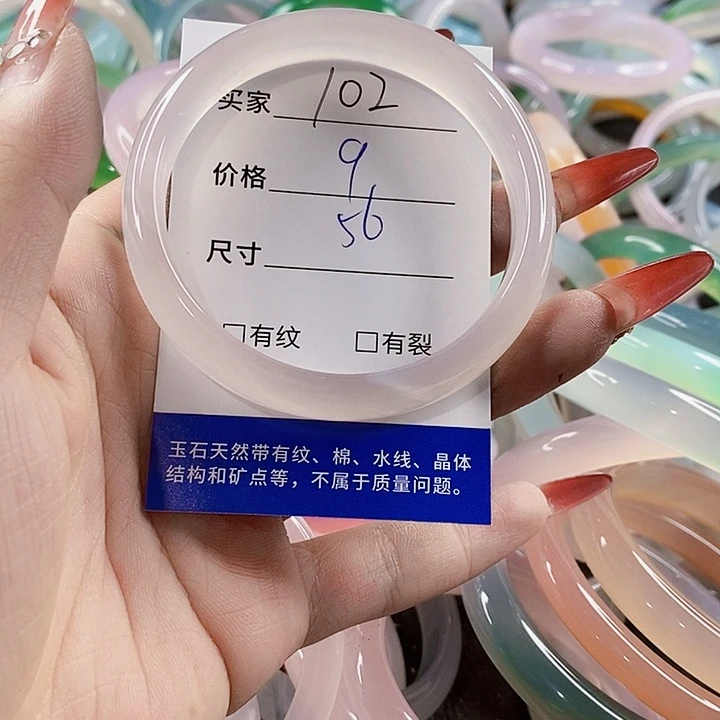 买家 102
价格 9
尺寸 56
□有纹 □有裂
玉石天然带有纹、棉、水线、晶体
结构和矿点等，不属于质量问题。